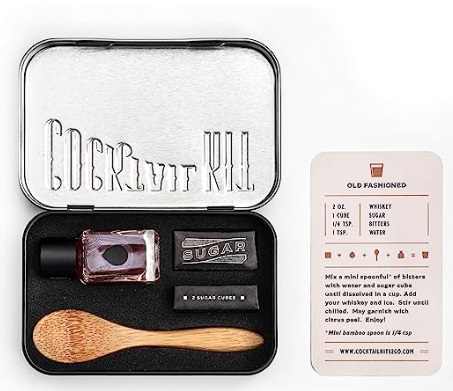 COCKTAIL KIT
SUGAR
2 SUGAR CUBES
OLD FASHIONED
2 OZ. WHISKEY
1 CUBE SUGAR
1/4 TSP. BITTERS
1 TSP. WATER
Mix a mini spoonful* of bitters
with water and sugar cube
until dissolved in a cup. Add
your whiskey and ice. Stir until
chilled. May garnish with
citrus peel. Enjoy!
*Mini bamboo spoon is 1/4 tsp
WWW.COCKTAILKITS2GO.COM